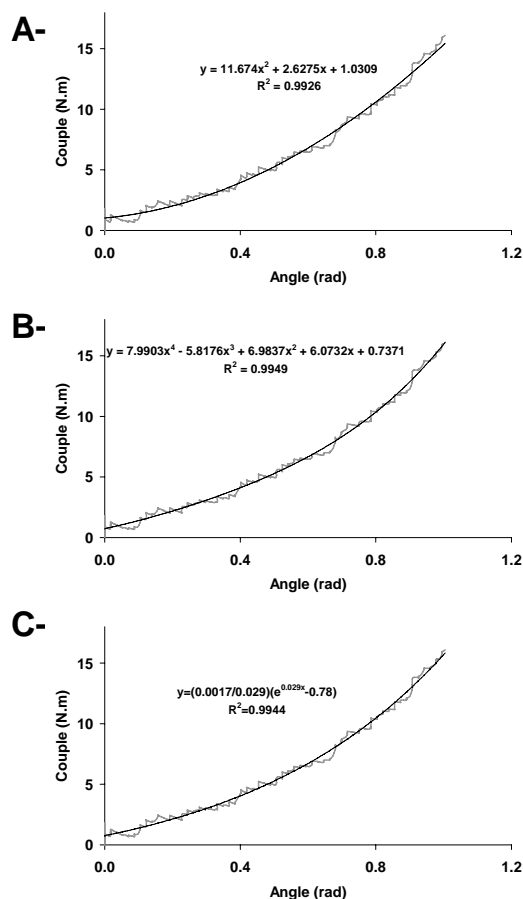 A-
15
y = 11.674x² + 2.6275x + 1.0309
R² = 0.9926
10
Couple (N.m)
5
0
0.0 0.4 0.8 1.2
Angle (rad)
B-
15
y = 7.9903x⁴ - 5.8176x³ + 6.9837x² + 6.0732x + 0.7371
R² = 0.9949
10
Couple (N.m)
5
0
0.0 0.4 0.8 1.2
Angle (rad)
C-
15
y=(0.0017/0.029)(e^0.029x-0.78)
R²=0.9944
10
Couple (N.m)
5
0
0.0 0.4 0.8 1.2
Angle (rad)